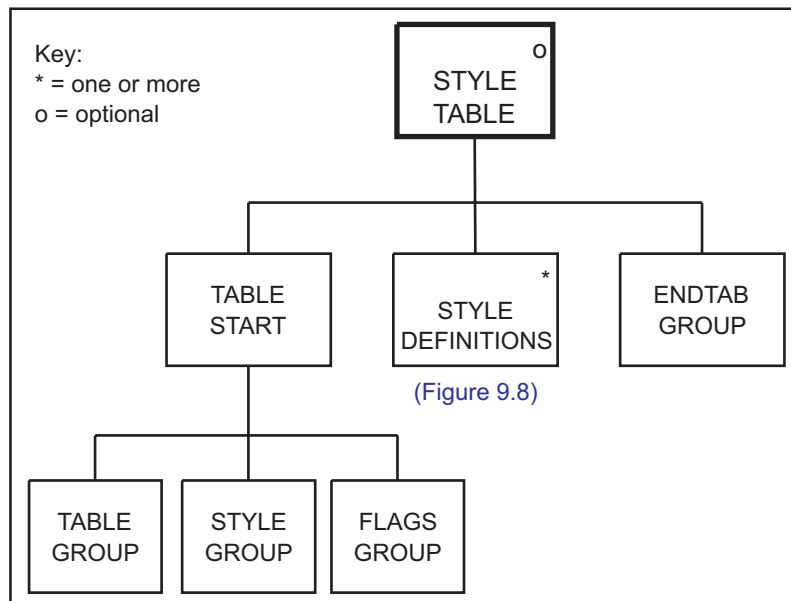 Key:
* = one or more
o = optional
o
STYLE
TABLE
TABLE
START
*
STYLE
DEFINITIONS
ENDTAB
GROUP
(Figure 9.8)
TABLE
GROUP
STYLE
GROUP
FLAGS
GROUP